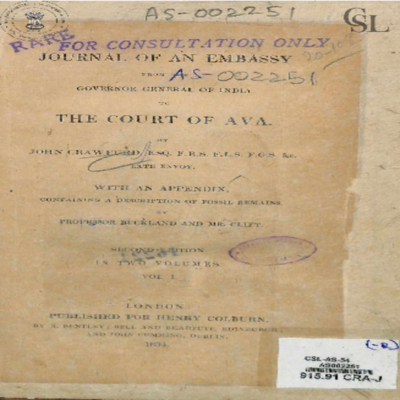 AS-002251
CSL
RARE
FOR CONSULTATION ONLY
JOURNAL OF AN EMBASSY
FROM
AS-002251
GOVERNOR GENERAL OF INDIA
TO
THE COURT OF AVA.
BY
JOHN CRAWFURD, ESQ. F.R.S. F.L.S. F.G.S. &c.
LATE ENVOY.
WITH AN APPENDIX,
CONTAINING A DESCRIPTION OF FOSSIL REMAINS
BY
PROFESSOR BUCKLAND AND MR. CLIFT.
SECOND EDITION
IN TWO VOLUMES.
VOL. I.
LONDON
PUBLISHED FOR HENRY COLBURN,
BY R. BENTLEY; BELL AND BRADFUTE, EDINBURGH;
AND JOHN CUMMING, DUBLIN.
1834.
CSL-AS-54
AS002251
915.91 CRA-J